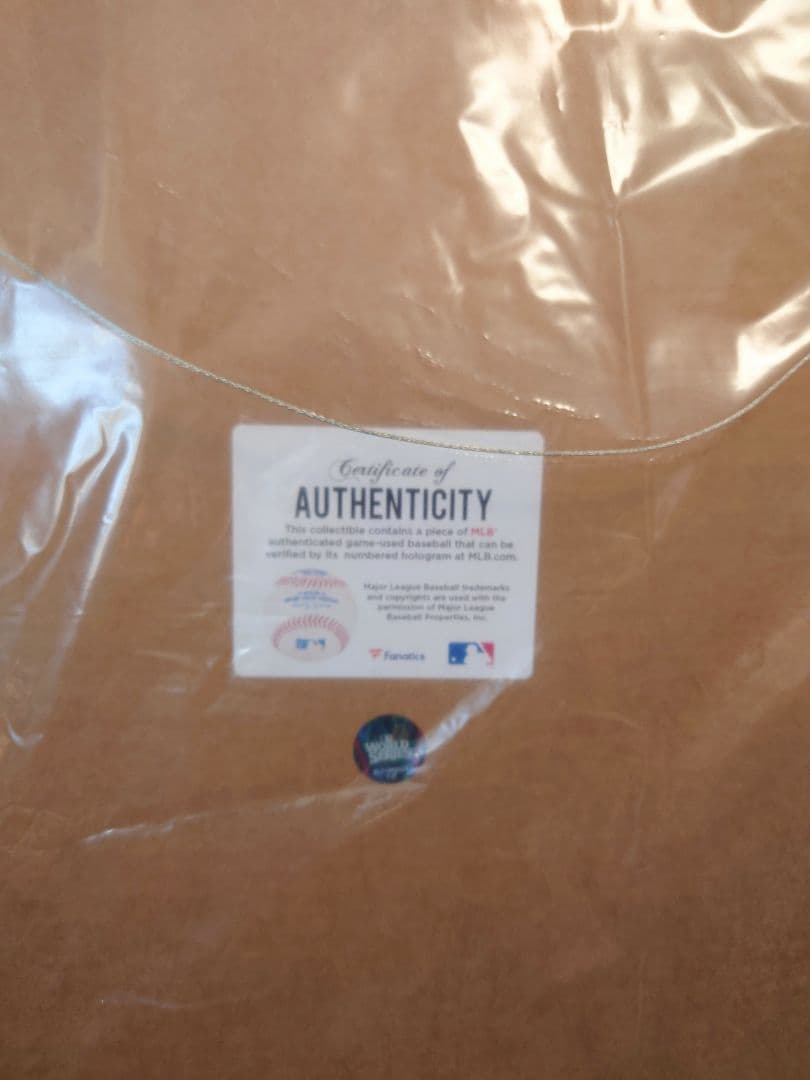 Certificate of
AUTHENTICITY
This collectible contains a piece of MLB®
authenticated game-used baseball that can be
verified by its numbered hologram at MLB.com.
Major League Baseball trademarks
and copyrights are used with the
permission of Major League
Baseball Properties, Inc.
Fanatics
WORLD
SERIES